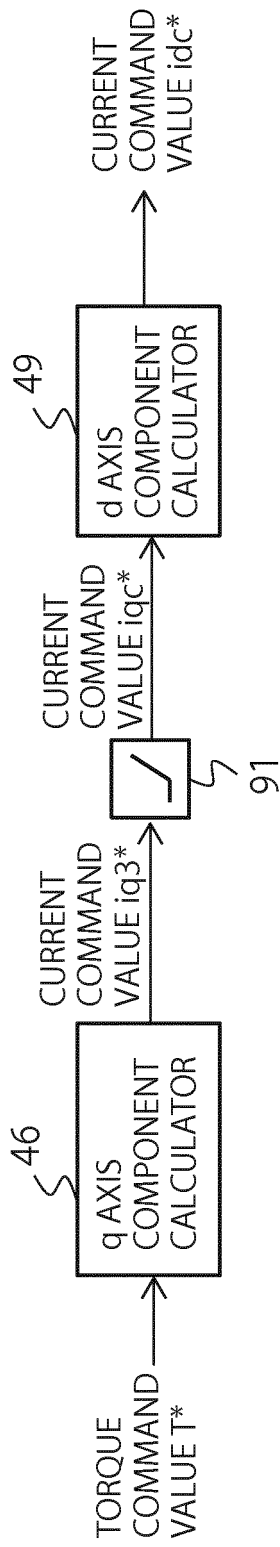 TORQUE
COMMAND
VALUE T*
46
q AXIS
COMPONENT
CALCULATOR
CURRENT
COMMAND
VALUE iq3*
91
CURRENT
COMMAND
VALUE iqc*
49
d AXIS
COMPONENT
CALCULATOR
CURRENT
COMMAND
VALUE idc*